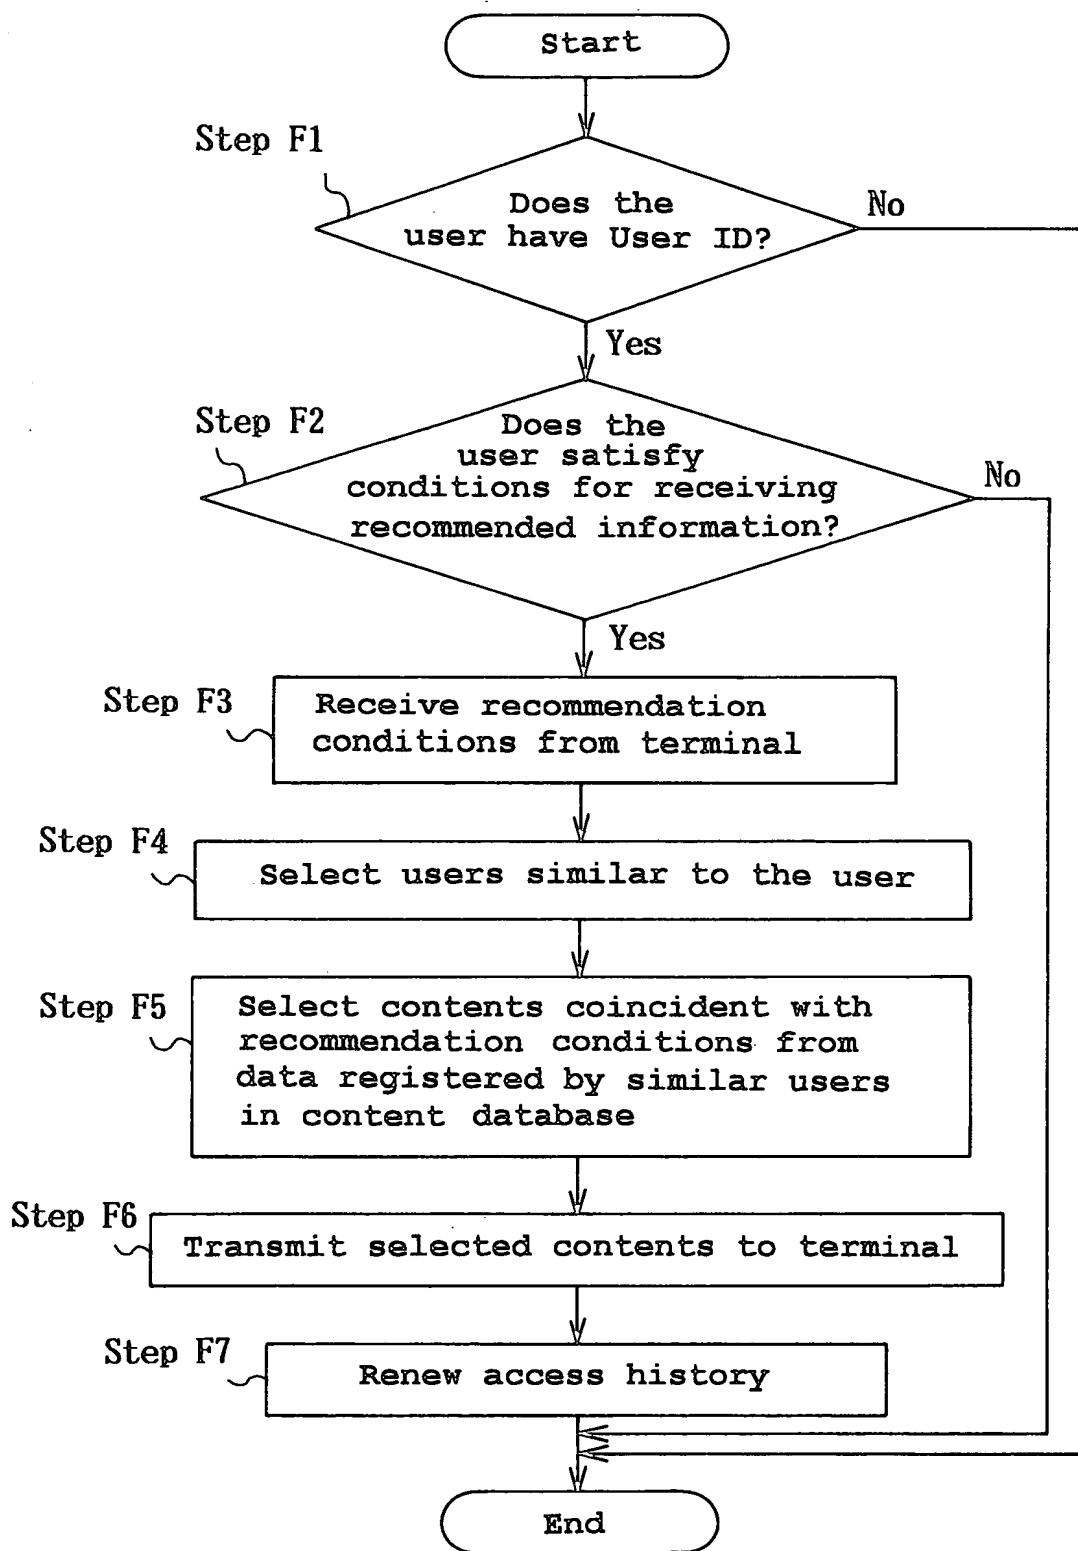 Start
Step F1
Does the
user have User ID?
No
Yes
Step F2
Does the
user satisfy
conditions for receiving
recommended information?
No
Yes
Step F3
Receive recommendation
conditions from terminal
Step F4
Select users similar to the user
Step F5
Select contents coincident with
recommendation conditions from
data registered by similar users
in content database
Step F6
Transmit selected contents to terminal
Step F7
Renew access history
End